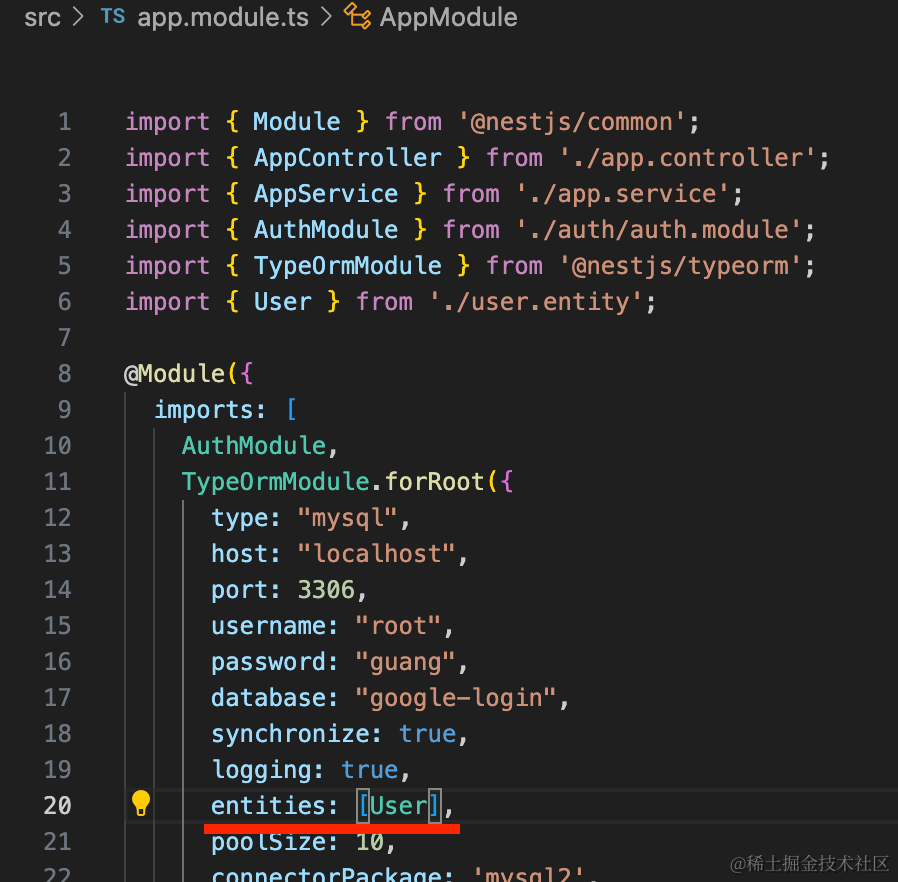 src > TS app.module.ts > AppModule
1 import { Module } from '@nestjs/common';
2 import { AppController } from './app.controller';
3 import { AppService } from './app.service';
4 import { AuthModule } from './auth/auth.module';
5 import { TypeOrmModule } from '@nestjs/typeorm';
6 import { User } from './user.entity';
7
8 @Module({
9 imports: [
10 AuthModule,
11 TypeOrmModule.forRoot({
12 type: "mysql",
13 host: "localhost",
14 port: 3306,
15 username: "root",
16 password: "guang",
17 database: "google-login",
18 synchronize: true,
19 logging: true,
20 entities: [User],
21 poolSize: 10,
22 connectorPackage: 'mysql2',
@稀土掘金技术社区